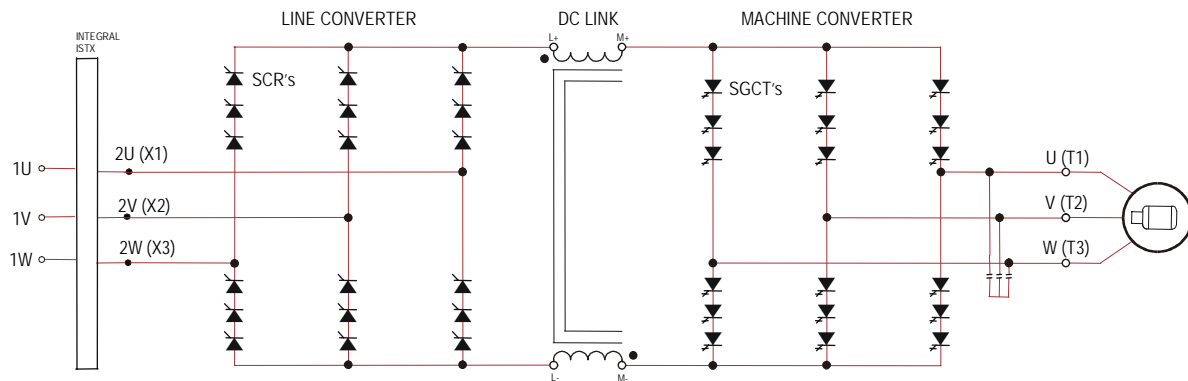 LINE CONVERTER
DC LINK
MACHINE CONVERTER
INTEGRAL
ISTX
L+
M+
SCR's
SGCT's
2U (X1)
1U
U (T1)
2V (X2)
1V
V (T2)
2W (X3)
1W
W (T3)
L-
M-